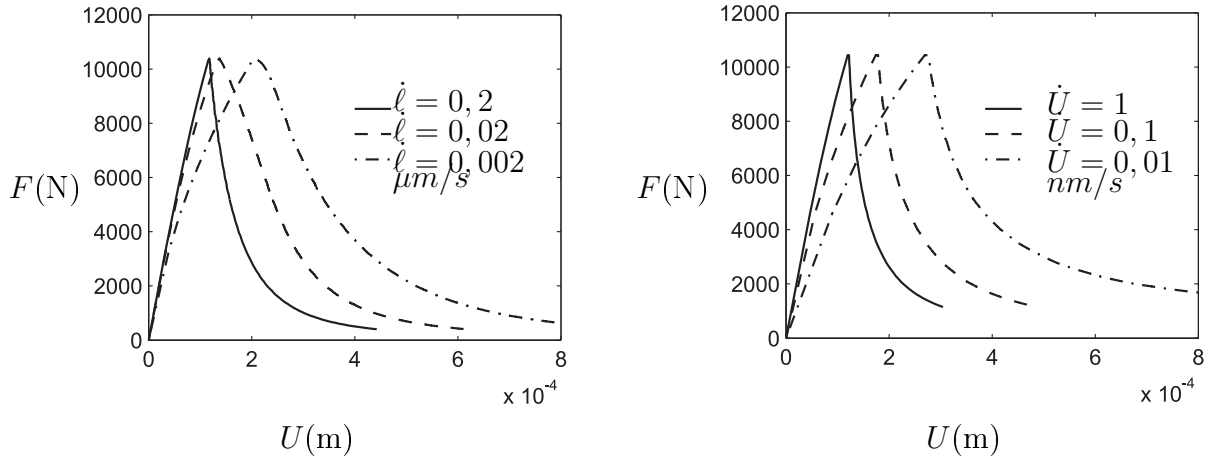 12000
10000
8000
6000
4000
2000
0
F(N)
ℓ̇ = 0, 2
ℓ̇ = 0, 02
ℓ̇ = 0, 002
μm/s
0 2 4 6 8
x 10⁻⁴
U(m)
12000
10000
8000
6000
4000
2000
0
F(N)
U̇ = 1
U̇ = 0, 1
U̇ = 0, 01
nm/s
0 2 4 6 8
x 10⁻⁴
U(m)